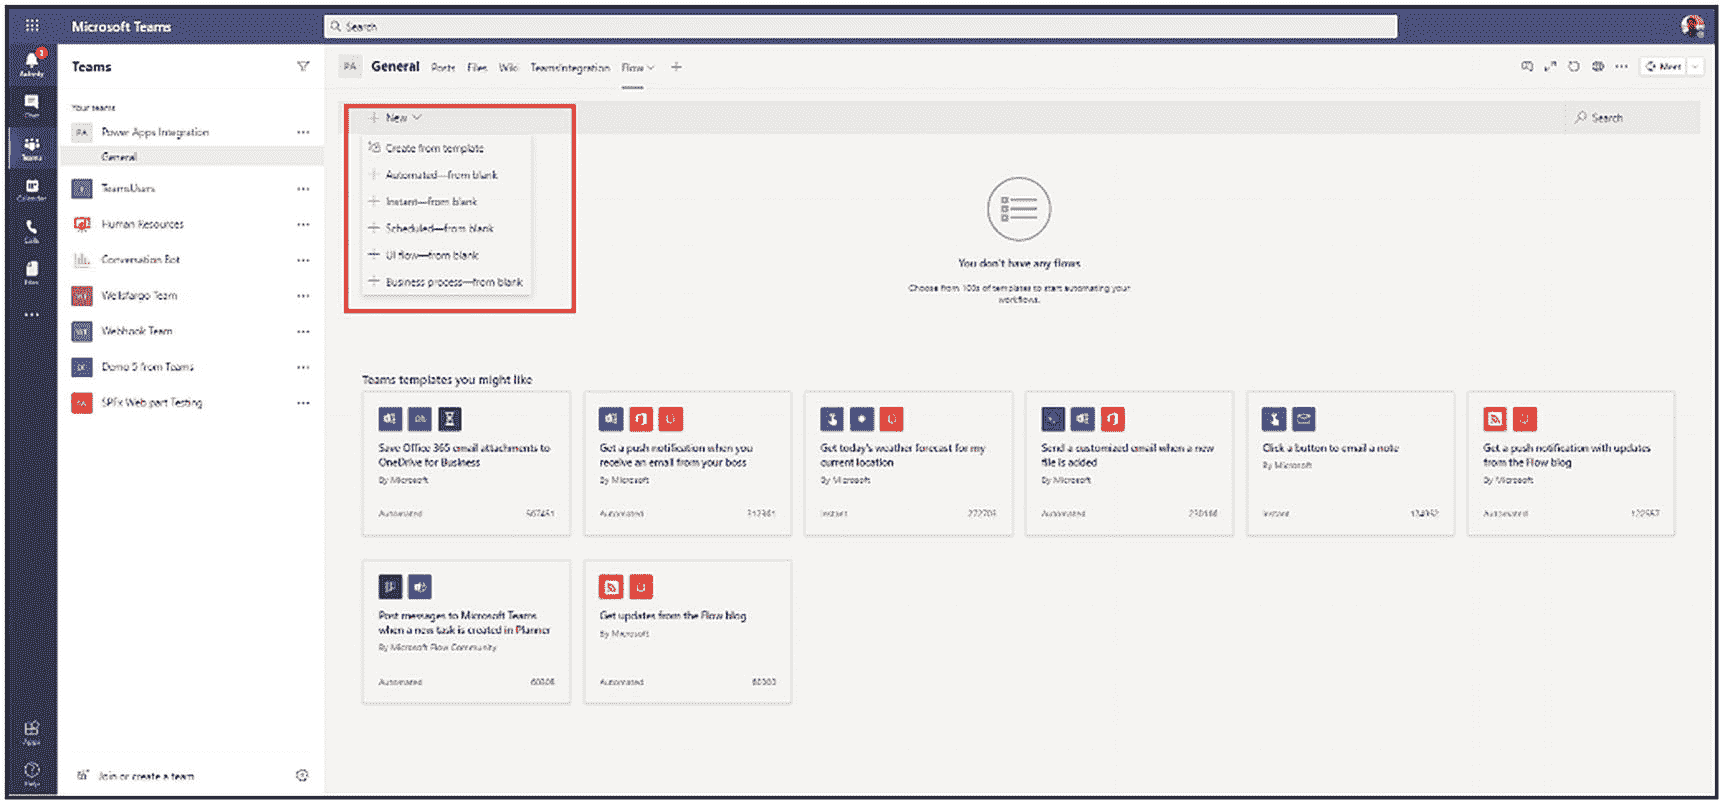 Microsoft Teams
Search
Activity
Chat
Teams
Calendar
Calls
Files
Apps
Help
Teams
Your teams
PA Power Apps Integration
General
TeamsUsers
Human Resources
Conversation Bot
Wellsfargo Team
Webhook Team
Demo 5 from Teams
SPFx Web part Testing
Join or create a team
PA General Posts Files Wiki TeamsIntegration Flow
Meet
New
Search
Create from template
Automated—from blank
Instant—from blank
Scheduled—from blank
UI flow—from blank
Business process—from blank
You don't have any flows
Choose from 100s of templates to start automating your
workflows.
Teams templates you might like
Save Office 365 email attachments to
OneDrive for Business
By Microsoft
Automated
Get a push notification when you
receive an email from your boss
By Microsoft
Automated
Get today's weather forecast for my
current location
By Microsoft
Instant
Send a customized email when a new
file is added
By Microsoft
Automated
Click a button to email a note
By Microsoft
Instant
Get a push notification with updates
from the Flow blog
By Microsoft
Automated
Post messages to Microsoft Teams
when a new task is created in Planner
By Microsoft Flow Community
Automated
Get updates from the Flow blog
By Microsoft
Automated